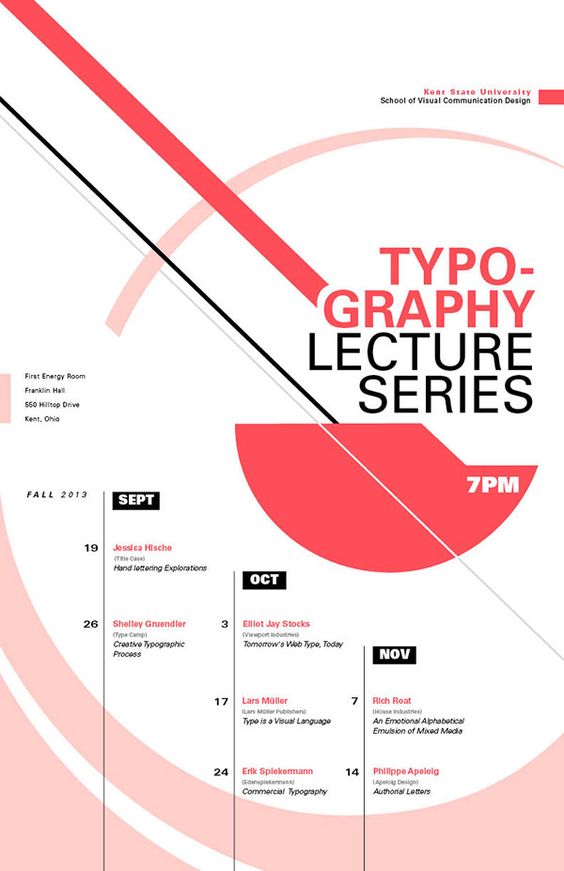 Kent State University
School of Visual Communication Design
TYPO-
GRAPHY
LECTURE
SERIES
First Energy Room
Franklin Hall
550 Hilltop Drive
Kent, Ohio
7PM
FALL 2013
SEPT
19
Jessica Hische
(Title Case)
Hand lettering Explorations
26
Shelley Gruendler
(Type Camp)
Creative Typographic
Process
OCT
3
Elliot Jay Stocks
(Viewport Industries)
Tomorrow's Web Type, Today
17
Lars Müller
(Lars Müller Publishers)
Type is a Visual Language
24
Erik Spiekermann
(Edenspiekermann)
Commercial Typography
NOV
7
Rich Roat
(House Industries)
An Emotional Alphabetical
Emulsion of Mixed Media
14
Philippe Apeloig
(Apeloig Design)
Authorial Letters